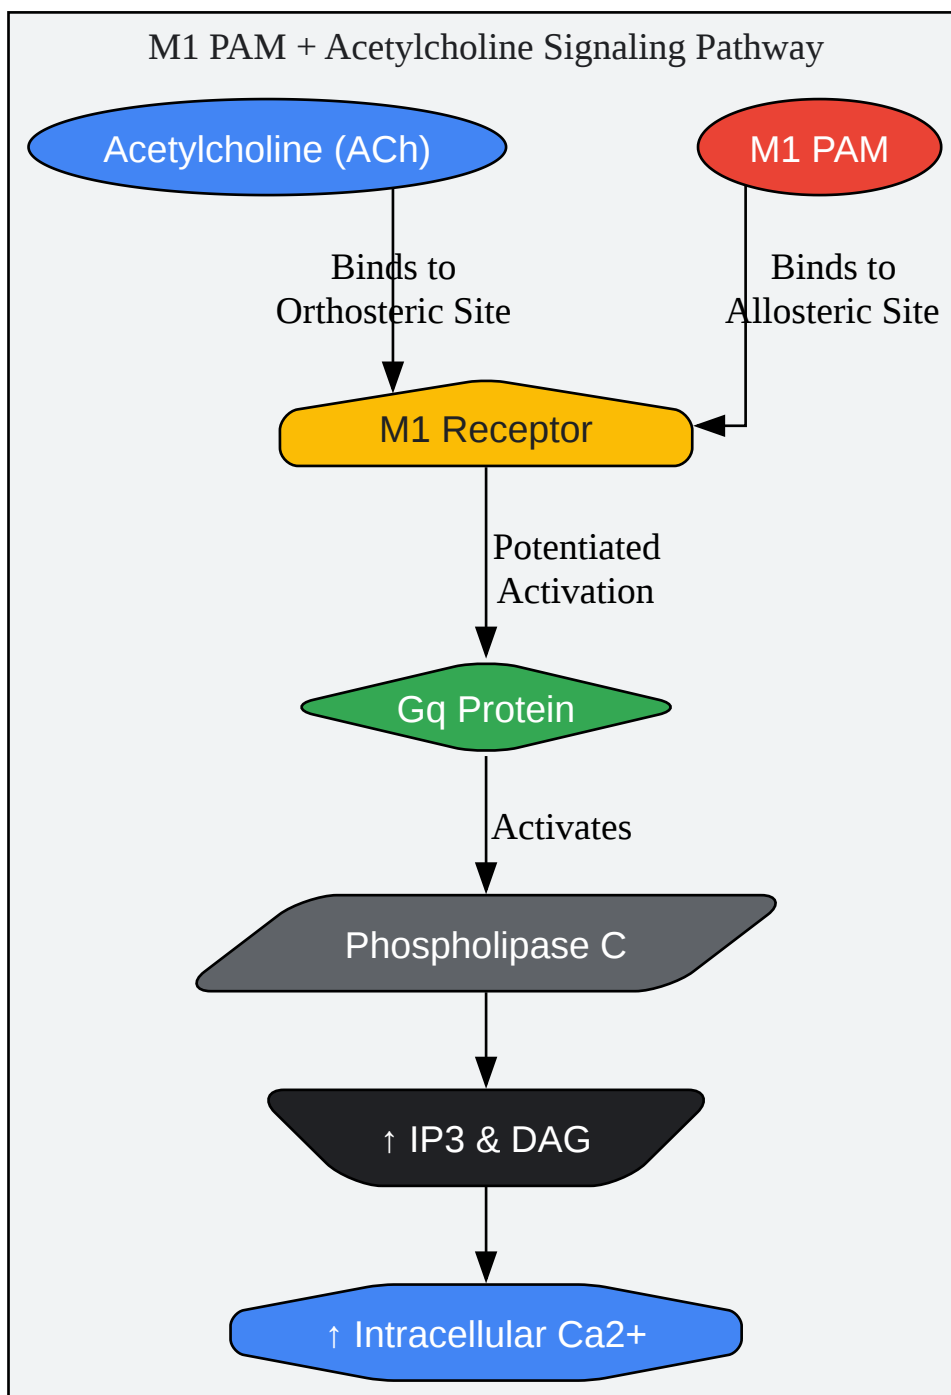 M1 PAM + Acetylcholine Signaling Pathway
Acetylcholine (ACh)
M1 PAM
Binds to
Orthosteric Site
Binds to
Allosteric Site
M1 Receptor
Potentiated
Activation
Gq Protein
Activates
Phospholipase C
↑ IP3 & DAG
↑ Intracellular Ca2+